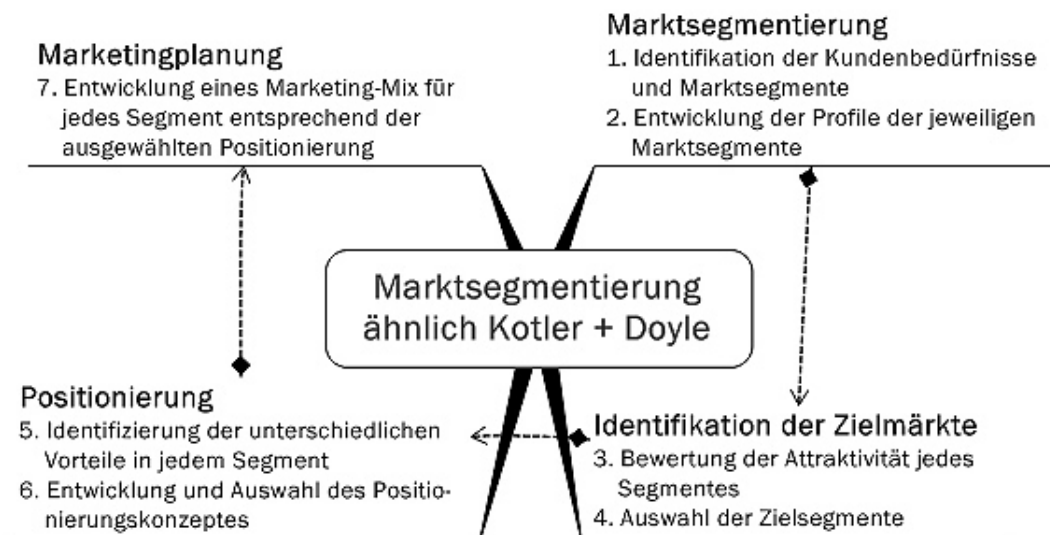 Marketingplanung
7. Entwicklung eines Marketing-Mix für
jedes Segment entsprechend der
ausgewählten Positionierung
Marktsegmentierung
1. Identifikation der Kundenbedürfnisse
und Marktsegmente
2. Entwicklung der Profile der jeweiligen
Marktsegmente
Marktsegmentierung
ähnlich Kotler + Doyle
Positionierung
5. Identifizierung der unterschiedlichen
Vorteile in jedem Segment
6. Entwicklung und Auswahl des Positio-
nierungskonzeptes
Identifikation der Zielmärkte
3. Bewertung der Attraktivität jedes
Segmentes
4. Auswahl der Zielsegmente